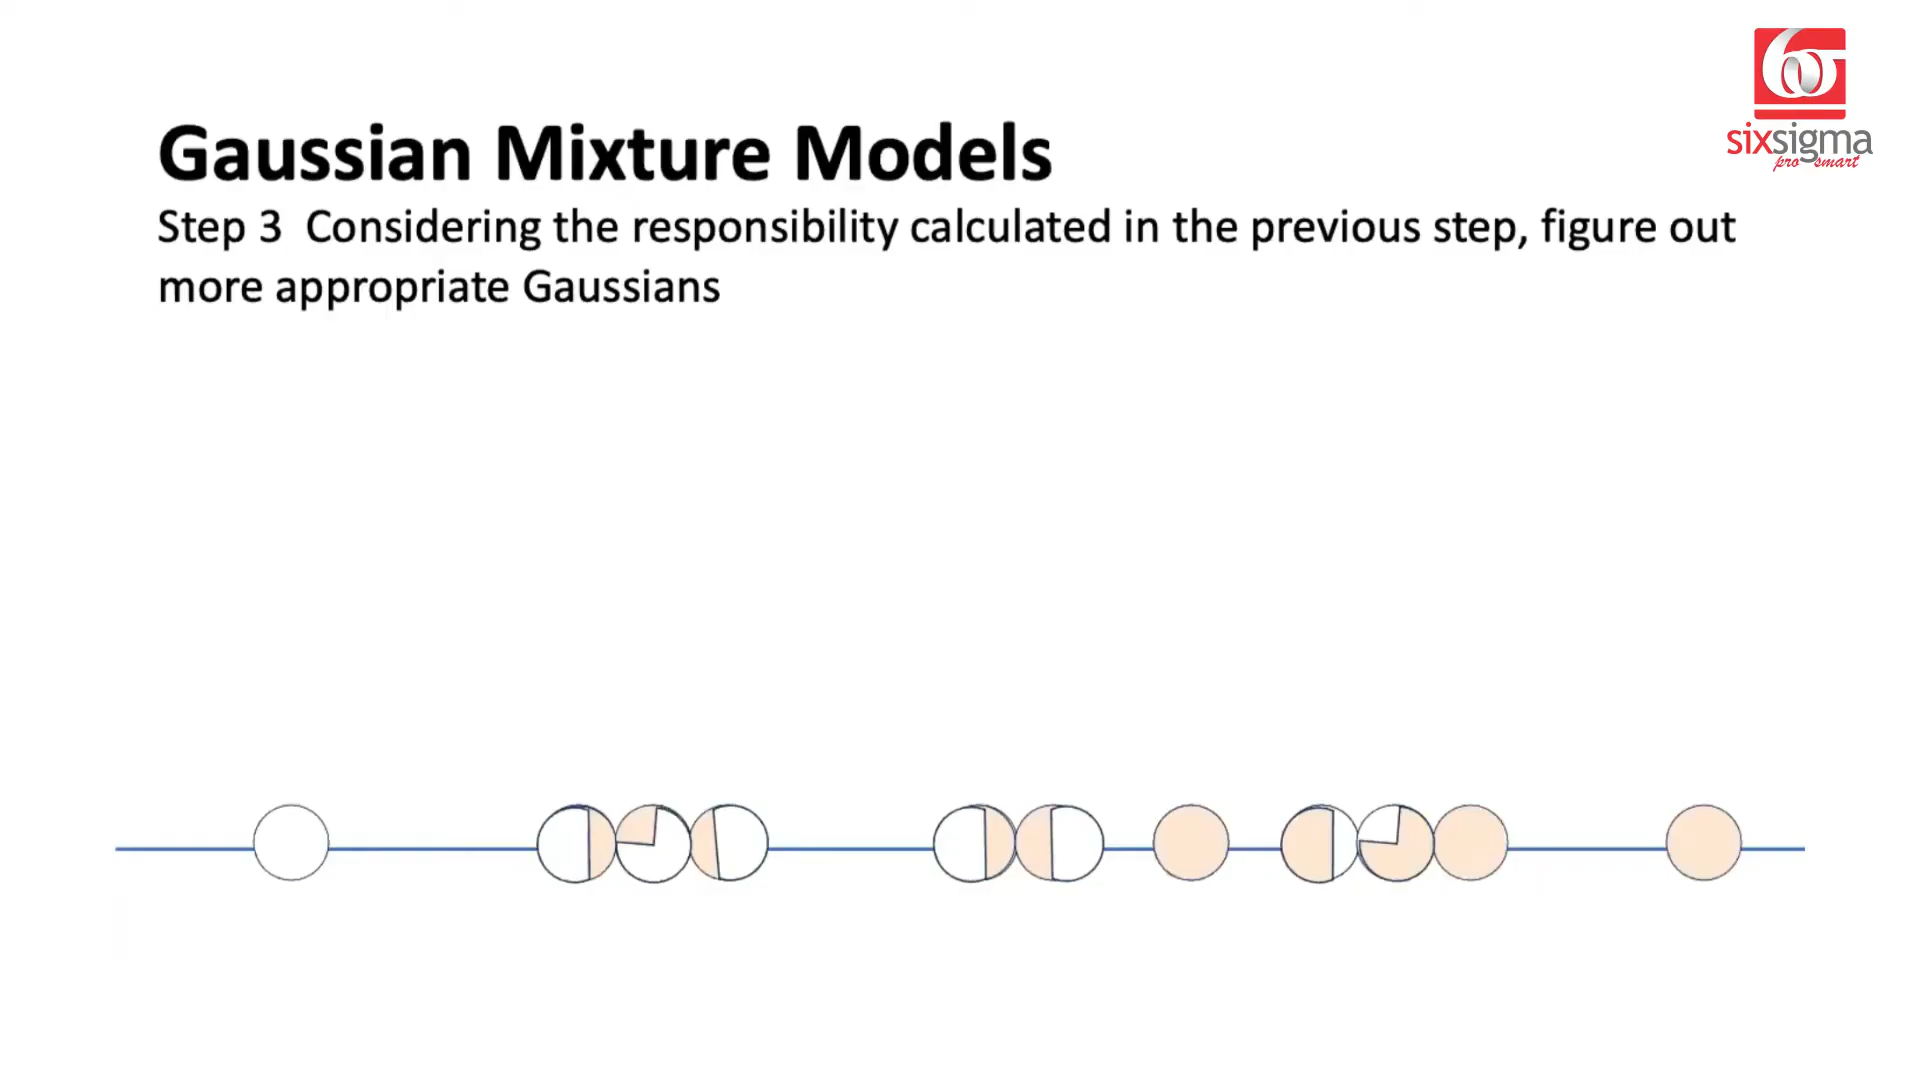 Gaussian Mixture Models
Step 3 Considering the responsibility calculated in the previous step, figure out
more appropriate Gaussians
6σ
sixsigma
pro smart